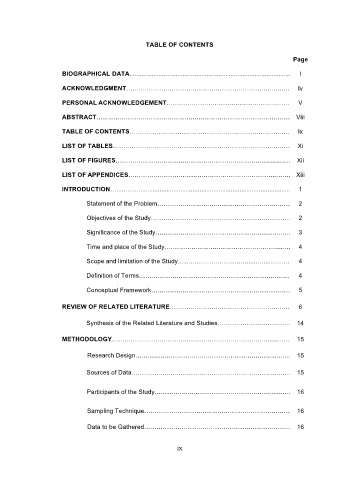 TABLE OF CONTENTS
Page
BIOGRAPHICAL DATA.................................................................................. I
ACKNOWLEDGMENT................................................................................... Iv
PERSONAL ACKNOWLEDGEMENT................................................................ V
ABSTRACT.................................................................................................. Viii
TABLE OF CONTENTS.................................................................................. Ix
LIST OF TABLES........................................................................................... Xi
LIST OF FIGURES......................................................................................... Xii
LIST OF APPENDICES................................................................................... Xiii
INTRODUCTION........................................................................................... 1
Statement of the Problem.................................................................... 2
Objectives of the Study....................................................................... 2
Significance of the Study..................................................................... 3
Time and place of the Study................................................................. 4
Scope and limitation of the Study.......................................................... 4
Definition of Terms............................................................................. 4
Conceptual Framework....................................................................... 5
REVIEW OF RELATED LITERATURE.............................................................. 6
Synthesis of the Related Literature and Studies...................................... 14
METHODOLOGY........................................................................................... 15
Research Design................................................................................ 15
Sources of Data................................................................................. 15
Participants of the Study...................................................................... 16
Sampling Technique........................................................................... 16
Data to be Gathered........................................................................... 16
ix